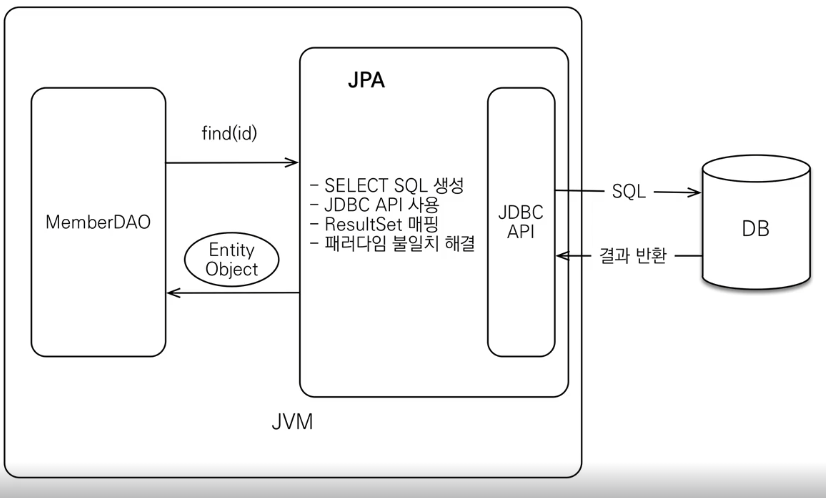 JPA
find(id)
- SELECT SQL 생성
- JDBC API 사용
- ResultSet 매핑
- 패러다임 불일치 해결
MemberDAO
Entity
Object
JDBC
API
SQL
결과 반환
DB
JVM